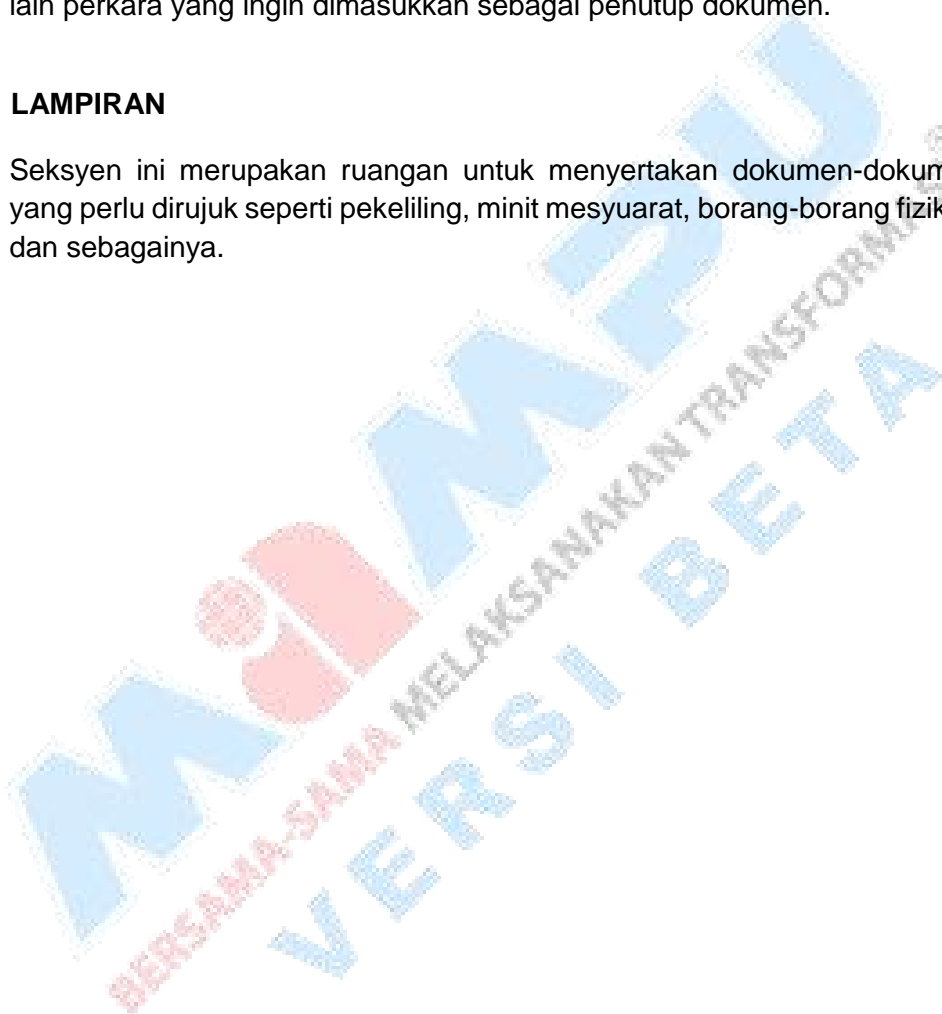 lain perkara yang ingin dimasukkan sebagai penutup dokumen.
LAMPIRAN
Seksyen ini merupakan ruangan untuk menyertakan dokumen-dokum
yang perlu dirujuk seperti pekeliling, minit mesyuarat, borang-borang fizik
dan sebagainya.
MAMPU
BERSAMA-SAMA MELAKSANAKAN TRANSFORMASI
VERSI BETA